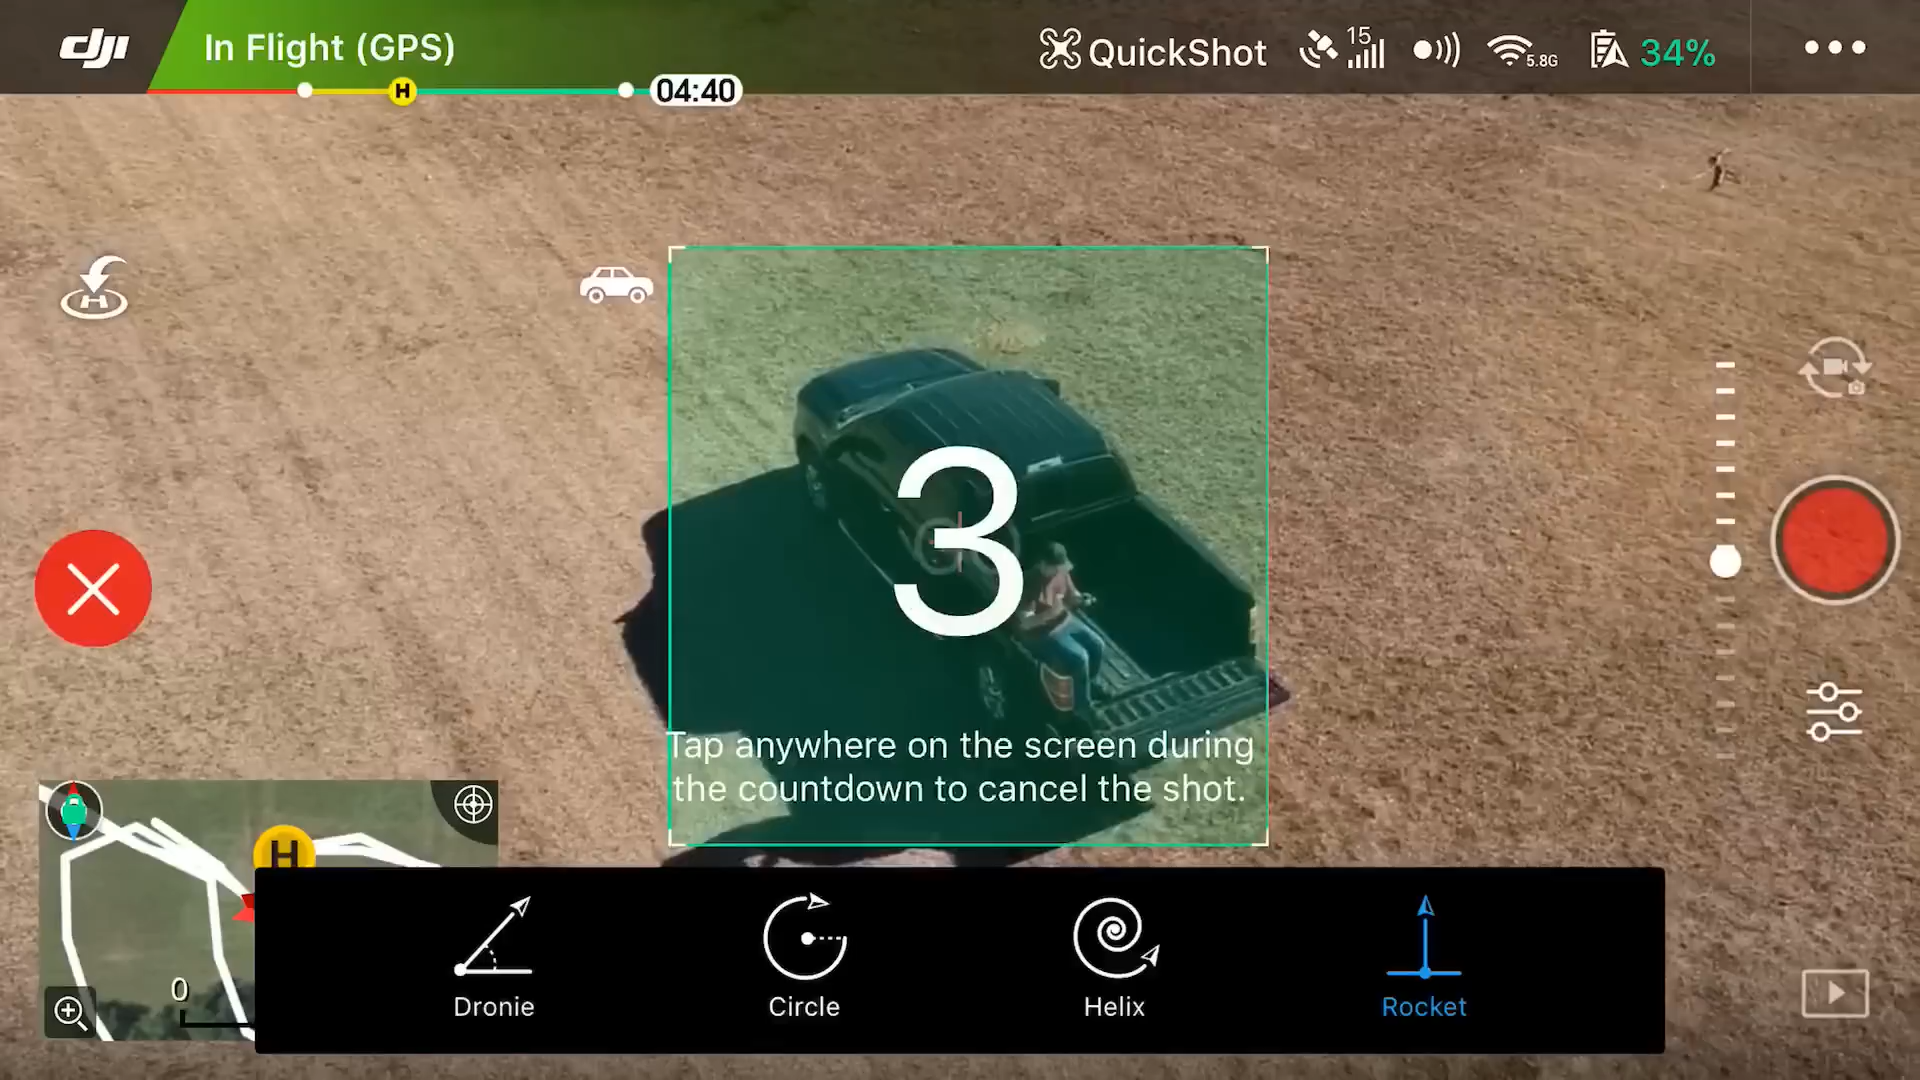 dji
In Flight (GPS)
QuickShot
15
5.8G
34%
H
04:40
H
3
Tap anywhere on the screen during
the countdown to cancel the shot.
H
0
Dronie
Circle
Helix
Rocket